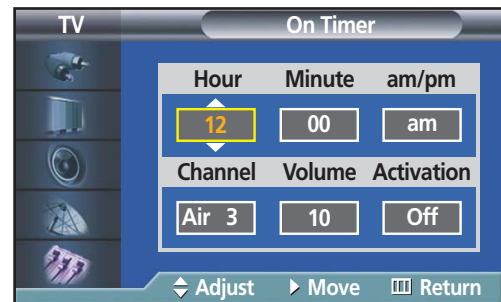 TV On Timer
Hour Minute am/pm
12 00 am
Channel Volume Activation
Air 3 10 Off
Adjust Move Return